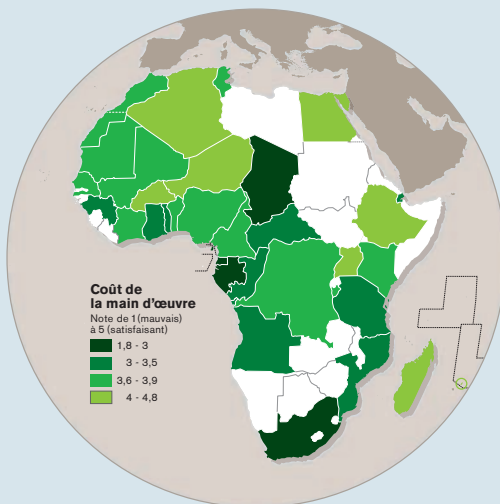 Coût de
la main d'œuvre
Note de 1 (mauvais)
à 5 (satisfaisant)
1,8 - 3
3 - 3,5
3,6 - 3,9
4 - 4,8